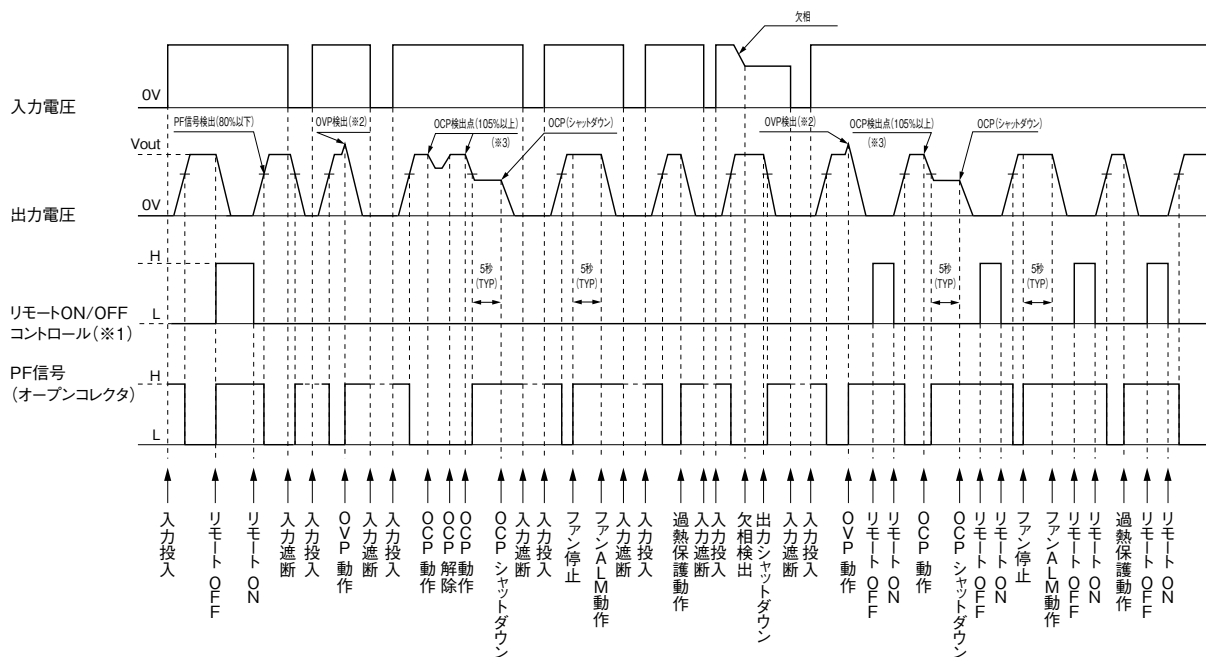 欠相
入力電圧
0V
PF信号検出(80%以下)
OVP検出(※2)
OCP検出点(105%以上)
(※3)
OCP(シャットダウン)
OVP検出(※2)
OCP検出点(105%以上)
(※3)
OCP(シャットダウン)
Vout
出力電圧
0V
H
5秒
(TYP)
5秒
(TYP)
5秒
(TYP)
5秒
(TYP)
リモートON/OFF
コントロール(※1)
L
PF信号
(オープンコレクタ)
H
L
入力投入
リモートOFF
リモートON
入力遮断
入力投入
OVP動作
入力遮断
入力投入
OCP動作
OCP解除
OCP動作
OCPシャットダウン
入力遮断
入力投入
ファン停止
ファンALM動作
入力遮断
入力投入
過熱保護動作
入力遮断
入力投入
欠相検出
出力シャットダウン
入力遮断
入力投入
OVP動作
リモートOFF
リモートON
OCP動作
OCPシャットダウン
リモートOFF
リモートON
ファン停止
ファンALM動作
リモートOFF
リモートON
過熱保護動作
リモートOFF
リモートON